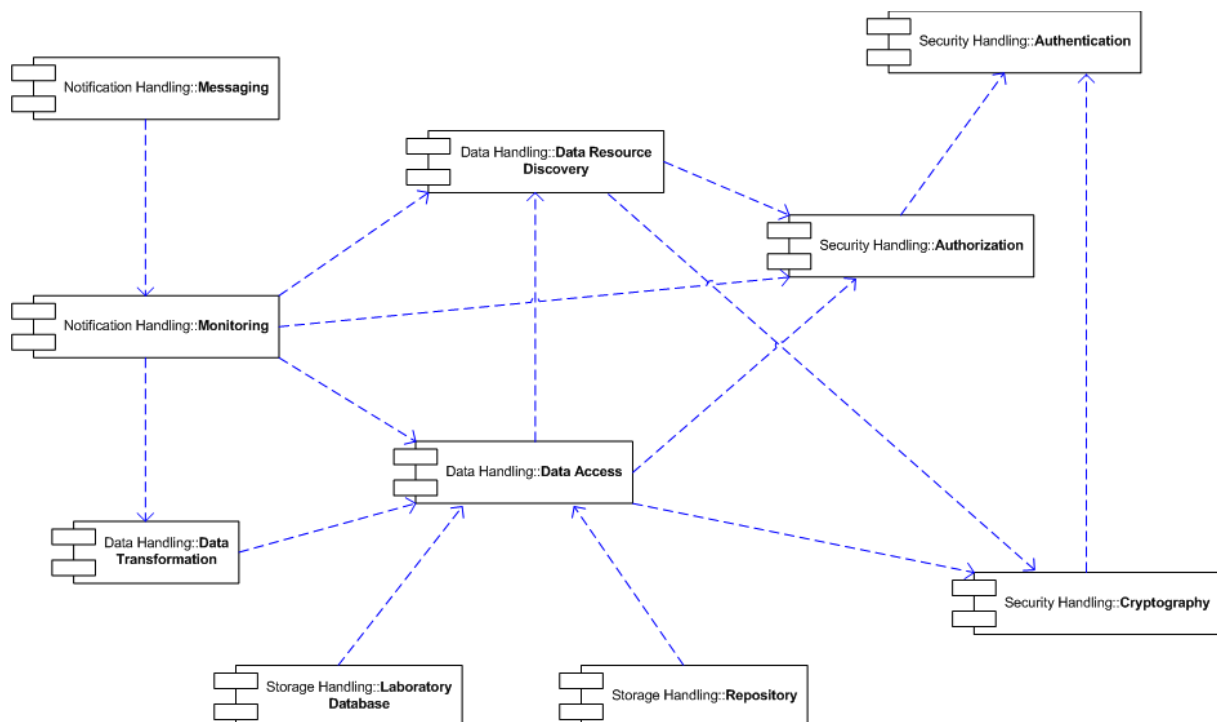 Security Handling::Authentication
Notification Handling::Messaging
Data Handling::Data Resource
Discovery
Security Handling::Authorization
Notification Handling::Monitoring
Data Handling::Data Access
Data Handling::Data
Transformation
Security Handling::Cryptography
Storage Handling::Laboratory
Database
Storage Handling::Repository